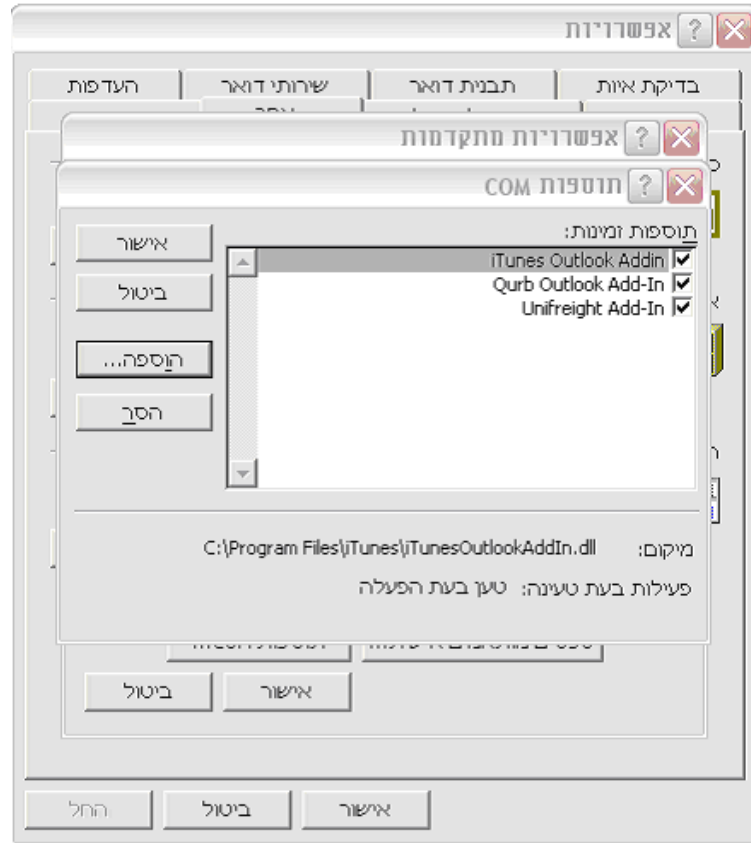 אפשרויות
בדיקת איות
תבנית דואר
שירותי דואר
העדפות
אפשרויות מתקדמות
תוספות COM
תוספות זמינות:
iTunes Outlook Addin
Qurb Outlook Add-In
Unifreight Add-In
אישור
ביטול
הוספה...
הסר
מיקום: C:\Program Files\iTunes\iTunesOutlookAddIn.dll
פעילות בעת טעינה: טען בעת הפעלה
אישור
ביטול
אישור
ביטול
החל